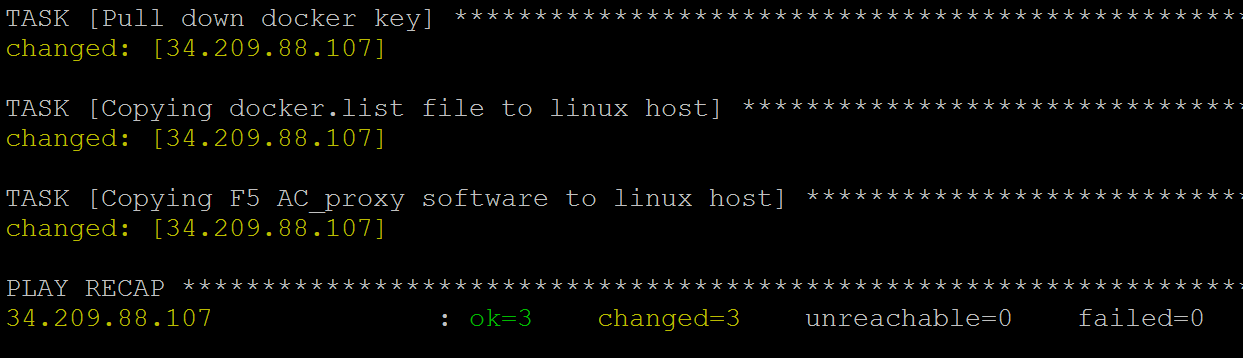 TASK [Pull down docker key] **************************************************
changed: [34.209.88.107]
TASK [Copying docker.list file to linux host] ********************************
changed: [34.209.88.107]
TASK [Copying F5 AC_proxy software to linux host] ****************************
changed: [34.209.88.107]
PLAY RECAP *******************************************************************
34.209.88.107 : ok=3 changed=3 unreachable=0 failed=0